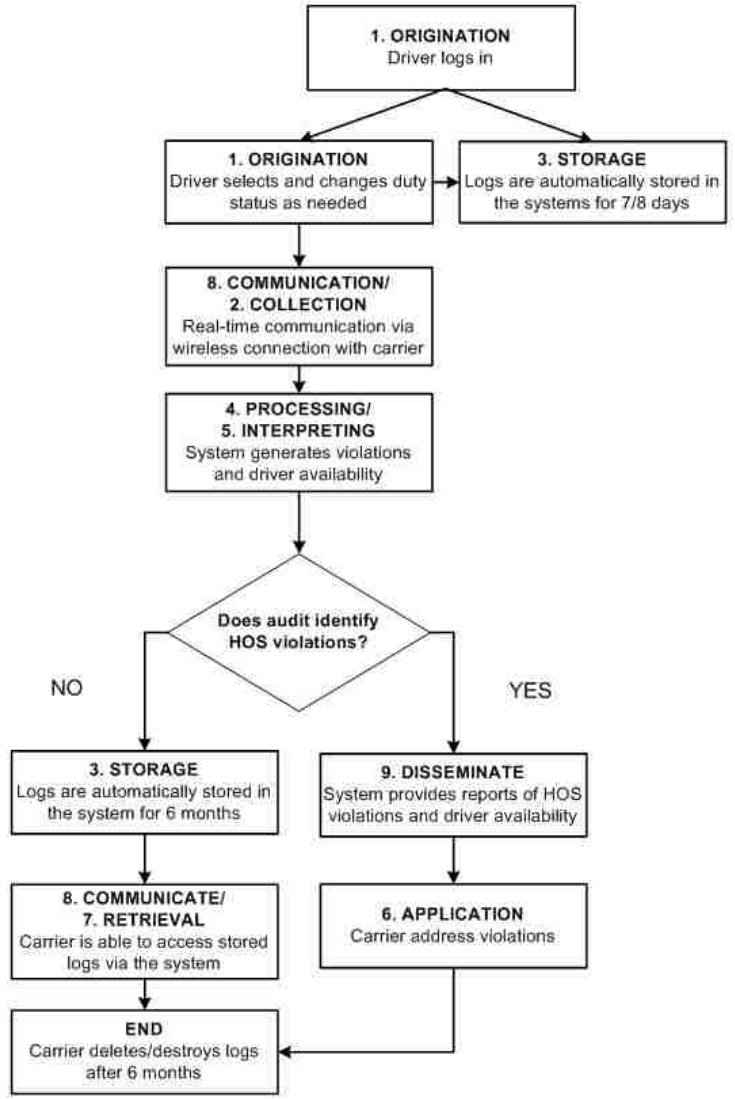 1. ORIGINATION
Driver logs in
1. ORIGINATION
Driver selects and changes duty
status as needed
3. STORAGE
Logs are automatically stored in
the systems for 7/8 days
8. COMMUNICATION/
2. COLLECTION
Real-time communication via
wireless connection with carrier
4. PROCESSING/
5. INTERPRETING
System generates violations
and driver availability
Does audit identify
HOS violations?
NO
YES
3. STORAGE
Logs are automatically stored in
the system for 6 months
9. DISSEMINATE
System provides reports of HOS
violations and driver availability
8. COMMUNICATE/
7. RETRIEVAL
Carrier is able to access stored
logs via the system
6. APPLICATION
Carrier address violations
END
Carrier deletes/destroys logs
after 6 months